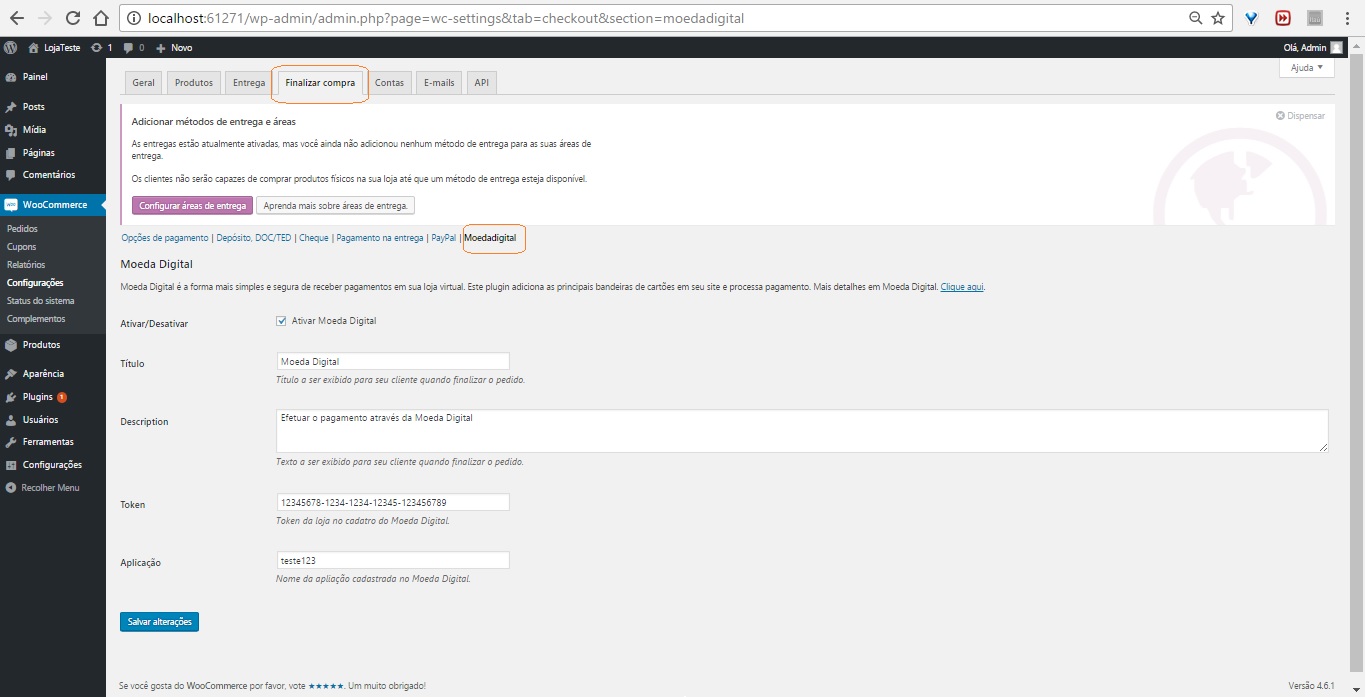 localhost:61271/wp-admin/admin.php?page=wc-settings&tab=checkout&section=moedadigital
LojaTeste 1 0 Novo
Olá, Admin
Ajuda
Painel
Posts
Mídia
Páginas
Comentários
WooCommerce
Pedidos
Cupons
Relatórios
Configurações
Status do sistema
Complementos
Produtos
Aparência
Plugins 1
Usuários
Ferramentas
Configurações
Recolher Menu
Geral Produtos Entrega Finalizar compra Contas E-mails API
Adicionar métodos de entrega e áreas
Dispensar
As entregas estão atualmente ativadas, mas você ainda não adicionou nenhum método de entrega para as suas áreas de
entrega.
Os clientes não serão capazes de comprar produtos físicos na sua loja até que um método de entrega esteja disponível.
Configurar áreas de entrega Aprenda mais sobre áreas de entrega.
Opções de pagamento | Depósito, DOC/TED | Cheque | Pagamento na entrega | PayPal | Moedadigital
Moeda Digital
Moeda Digital é a forma mais simples e segura de receber pagamentos em sua loja virtual. Este plugin adiciona as principais bandeiras de cartões em seu site e processa pagamento. Mais detalhes em Moeda Digital. Clique aqui.
Ativar/Desativar
Ativar Moeda Digital
Título
Moeda Digital
Título a ser exibido para seu cliente quando finalizar o pedido.
Description
Efetuar o pagamento através da Moeda Digital
Texto a ser exibido para seu cliente quando finalizar o pedido.
Token
12345678-1234-1234-12345-123456789
Token da loja no cadatro do Moeda Digital.
Aplicação
teste123
Nome da apliação cadastrada no Moeda Digital.
Salvar alterações
Se você gosta do WooCommerce por favor, vote ★★★★★. Um muito obrigado!
Versão 4.6.1